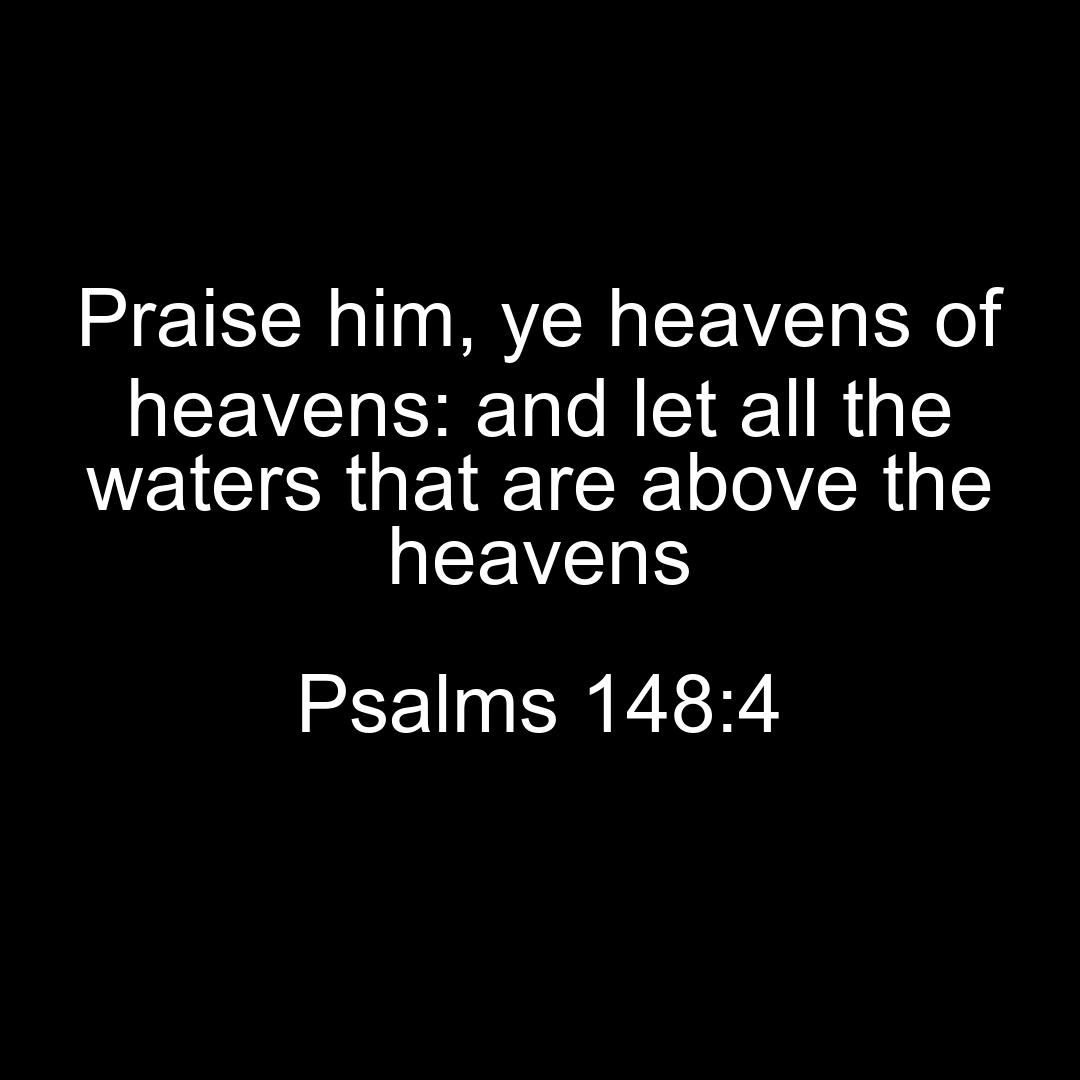 Praise him, ye heavens of
heavens: and let all the
waters that are above the
heavens
Psalms 148:4